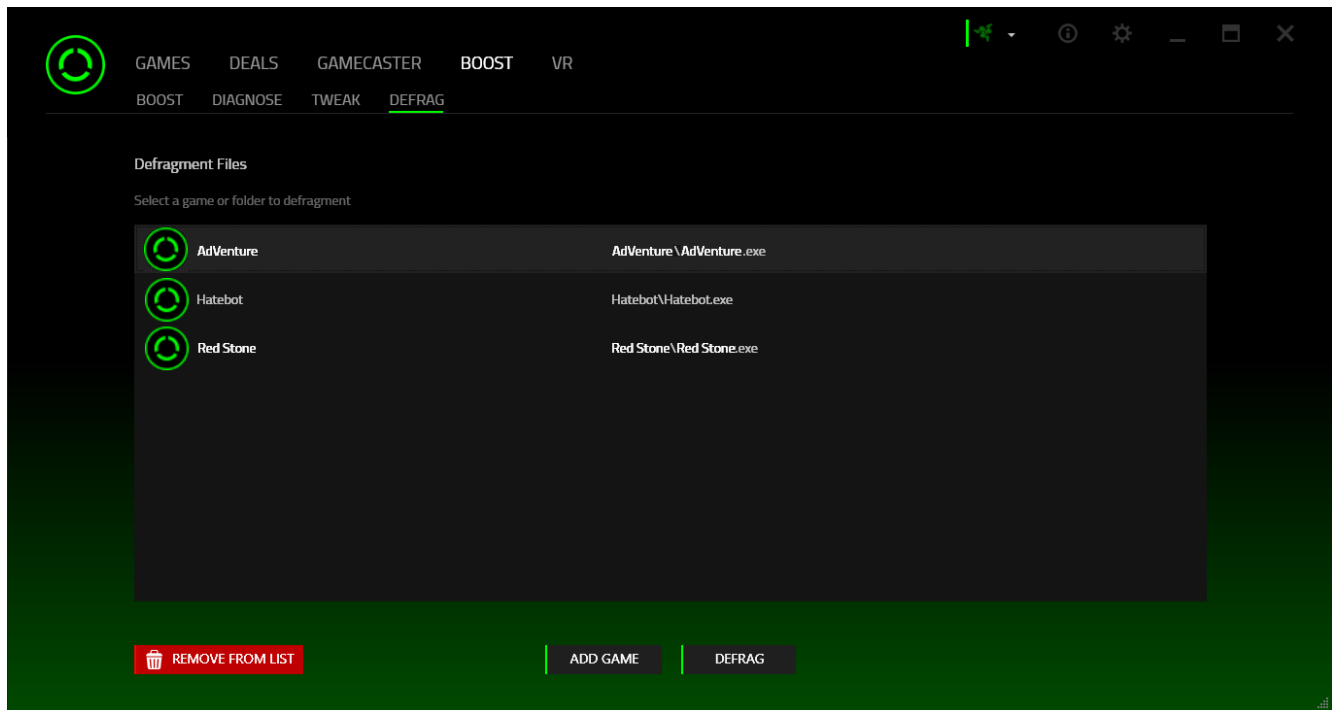 GAMES DEALS GAMECASTER BOOST VR
BOOST DIAGNOSE TWEAK DEFRAG
Defragment Files
Select a game or folder to defragment
AdVenture AdVenture\AdVenture.exe
Hatebot Hatebot\Hatebot.exe
Red Stone Red Stone\Red Stone.exe
REMOVE FROM LIST ADD GAME DEFRAG